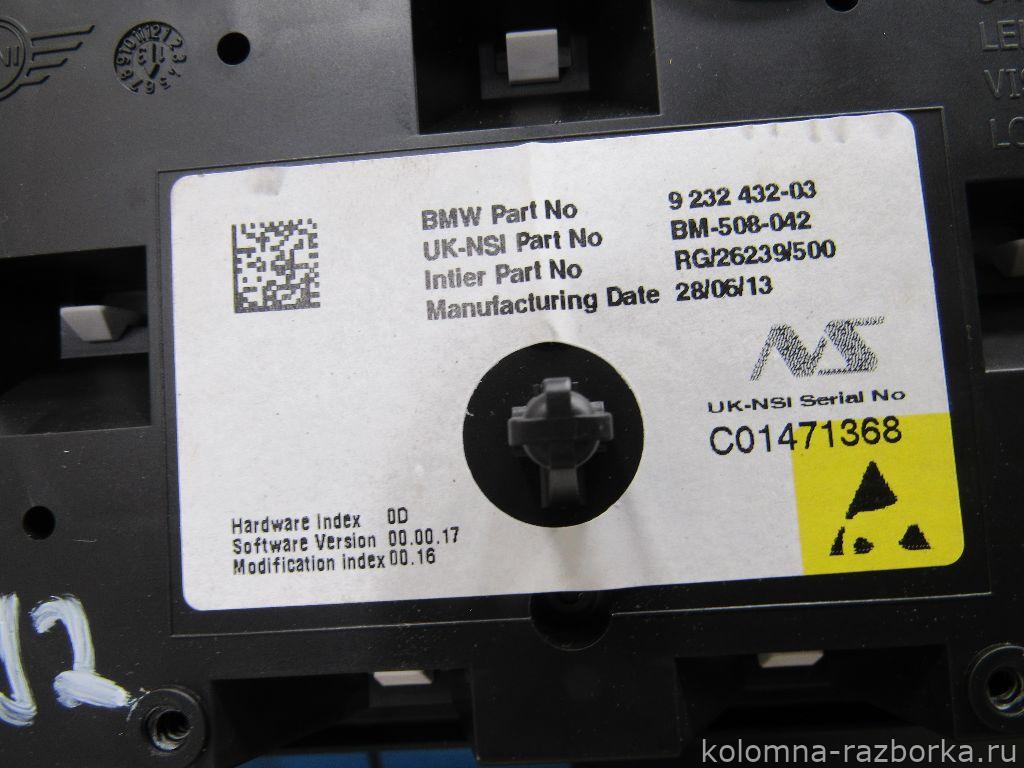 BMW Part No 9 232 432-03
UK-NSI Part No BM-508-042
Intier Part No RG/26239/500
Manufacturing Date 28/06/13
NS
UK-NSI Serial No
C01471368
Hardware Index 0D
Software Version 00.00.17
Modification index 00.16
kolomna-razborka.ru